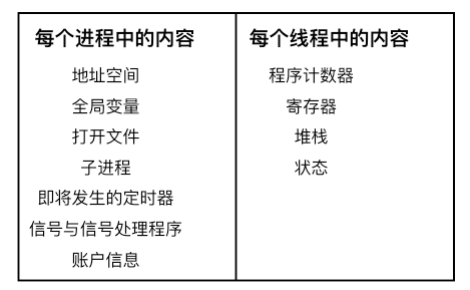 每个进程中的内容
地址空间
全局变量
打开文件
子进程
即将发生的定时器
信号与信号处理程序
账户信息
每个线程中的内容
程序计数器
寄存器
堆栈
状态